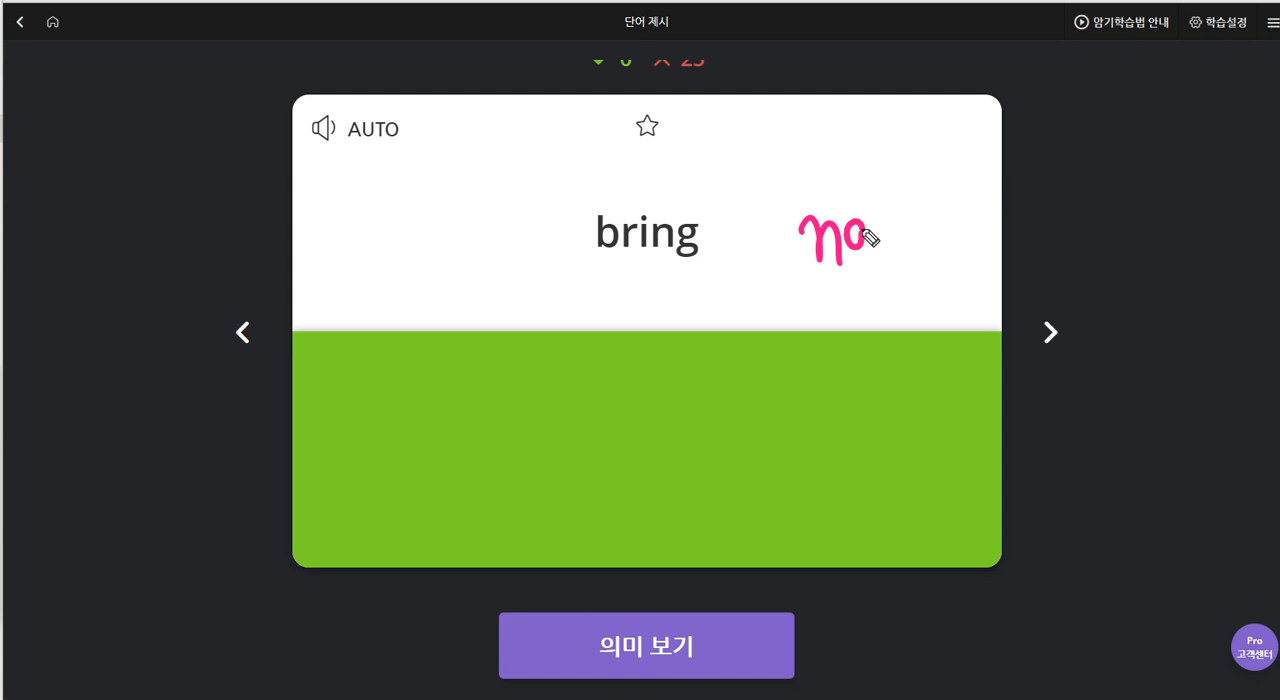 단어 제시
암기학습법 안내
학습설정
AUTO
bring
no
의미 보기
Pro
고객센터